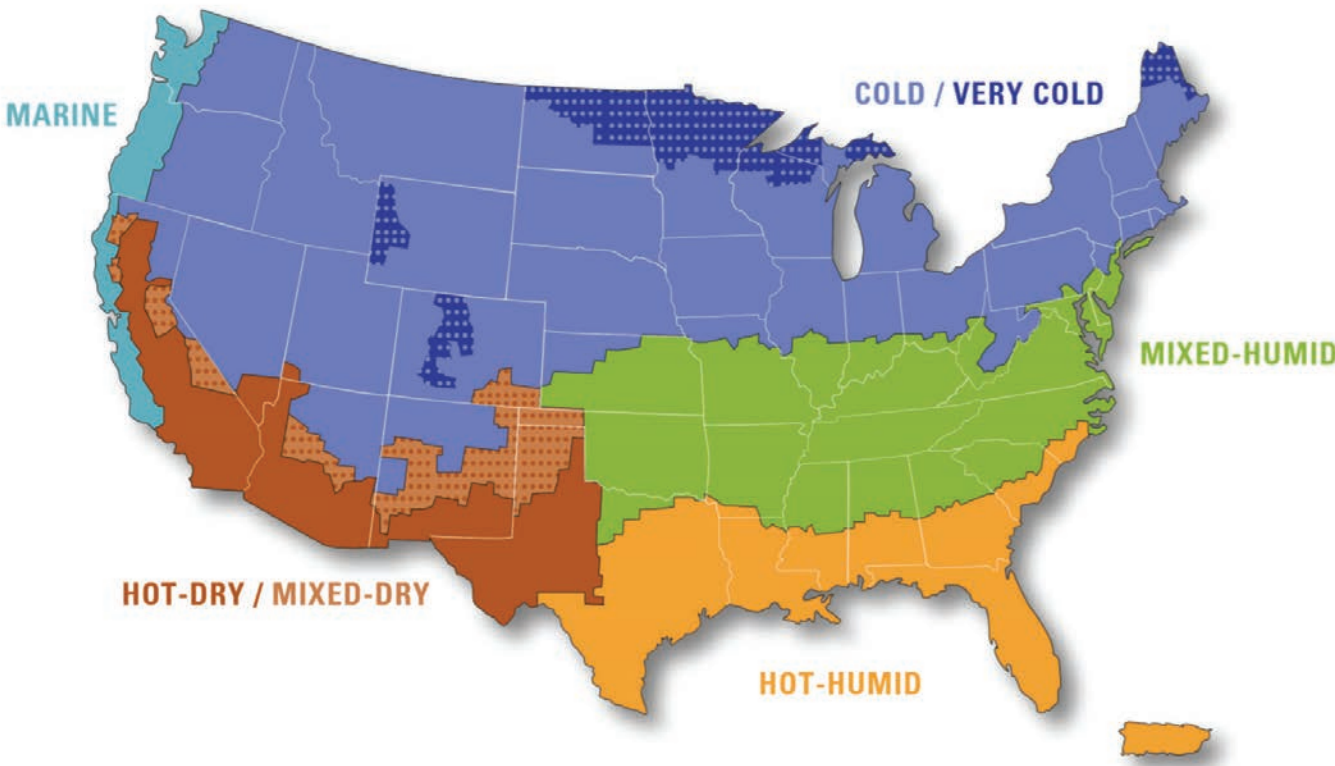 COLD / VERY COLD
MARINE
MIXED-HUMID
HOT-DRY / MIXED-DRY
HOT-HUMID